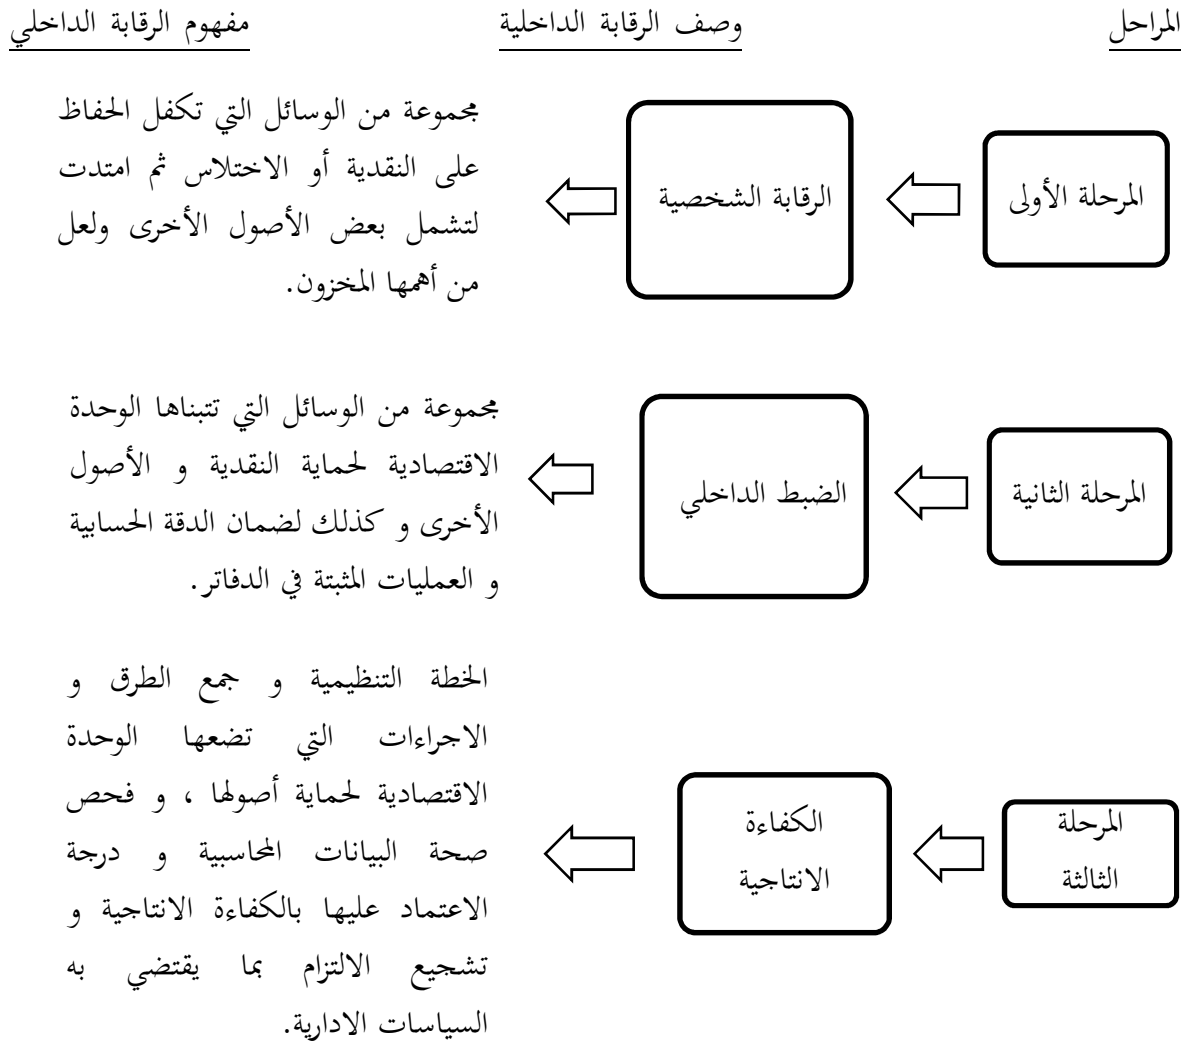 المراحل
وصف الرقابة الداخلية
مفهوم الرقابة الداخلي
المرحلة الأولى
الرقابة الشخصية
مجموعة من الوسائل التي تكفل الحفاظ
على النقدية أو الاختلاس ثم امتدت
لتشمل بعض الأصول الأخرى ولعل
من أهمها المخزون.
المرحلة الثانية
الضبط الداخلي
مجموعة من الوسائل التي تتبناها الوحدة
الاقتصادية لحماية النقدية و الأصول
الأخرى و كذلك لضمان الدقة الحسابية
و العمليات المثبتة في الدفاتر.
المرحلة
الثالثة
الكفاءة
الانتاجية
الخطة التنظيمية و جمع الطرق و
الاجراءات التي تضعها الوحدة
الاقتصادية لحماية أصولها ، و فحص
صحة البيانات المحاسبية و درجة
الاعتماد عليها بالكفاءة الانتاجية و
تشجيع الالتزام بما يقتضي به
السياسات الادارية.